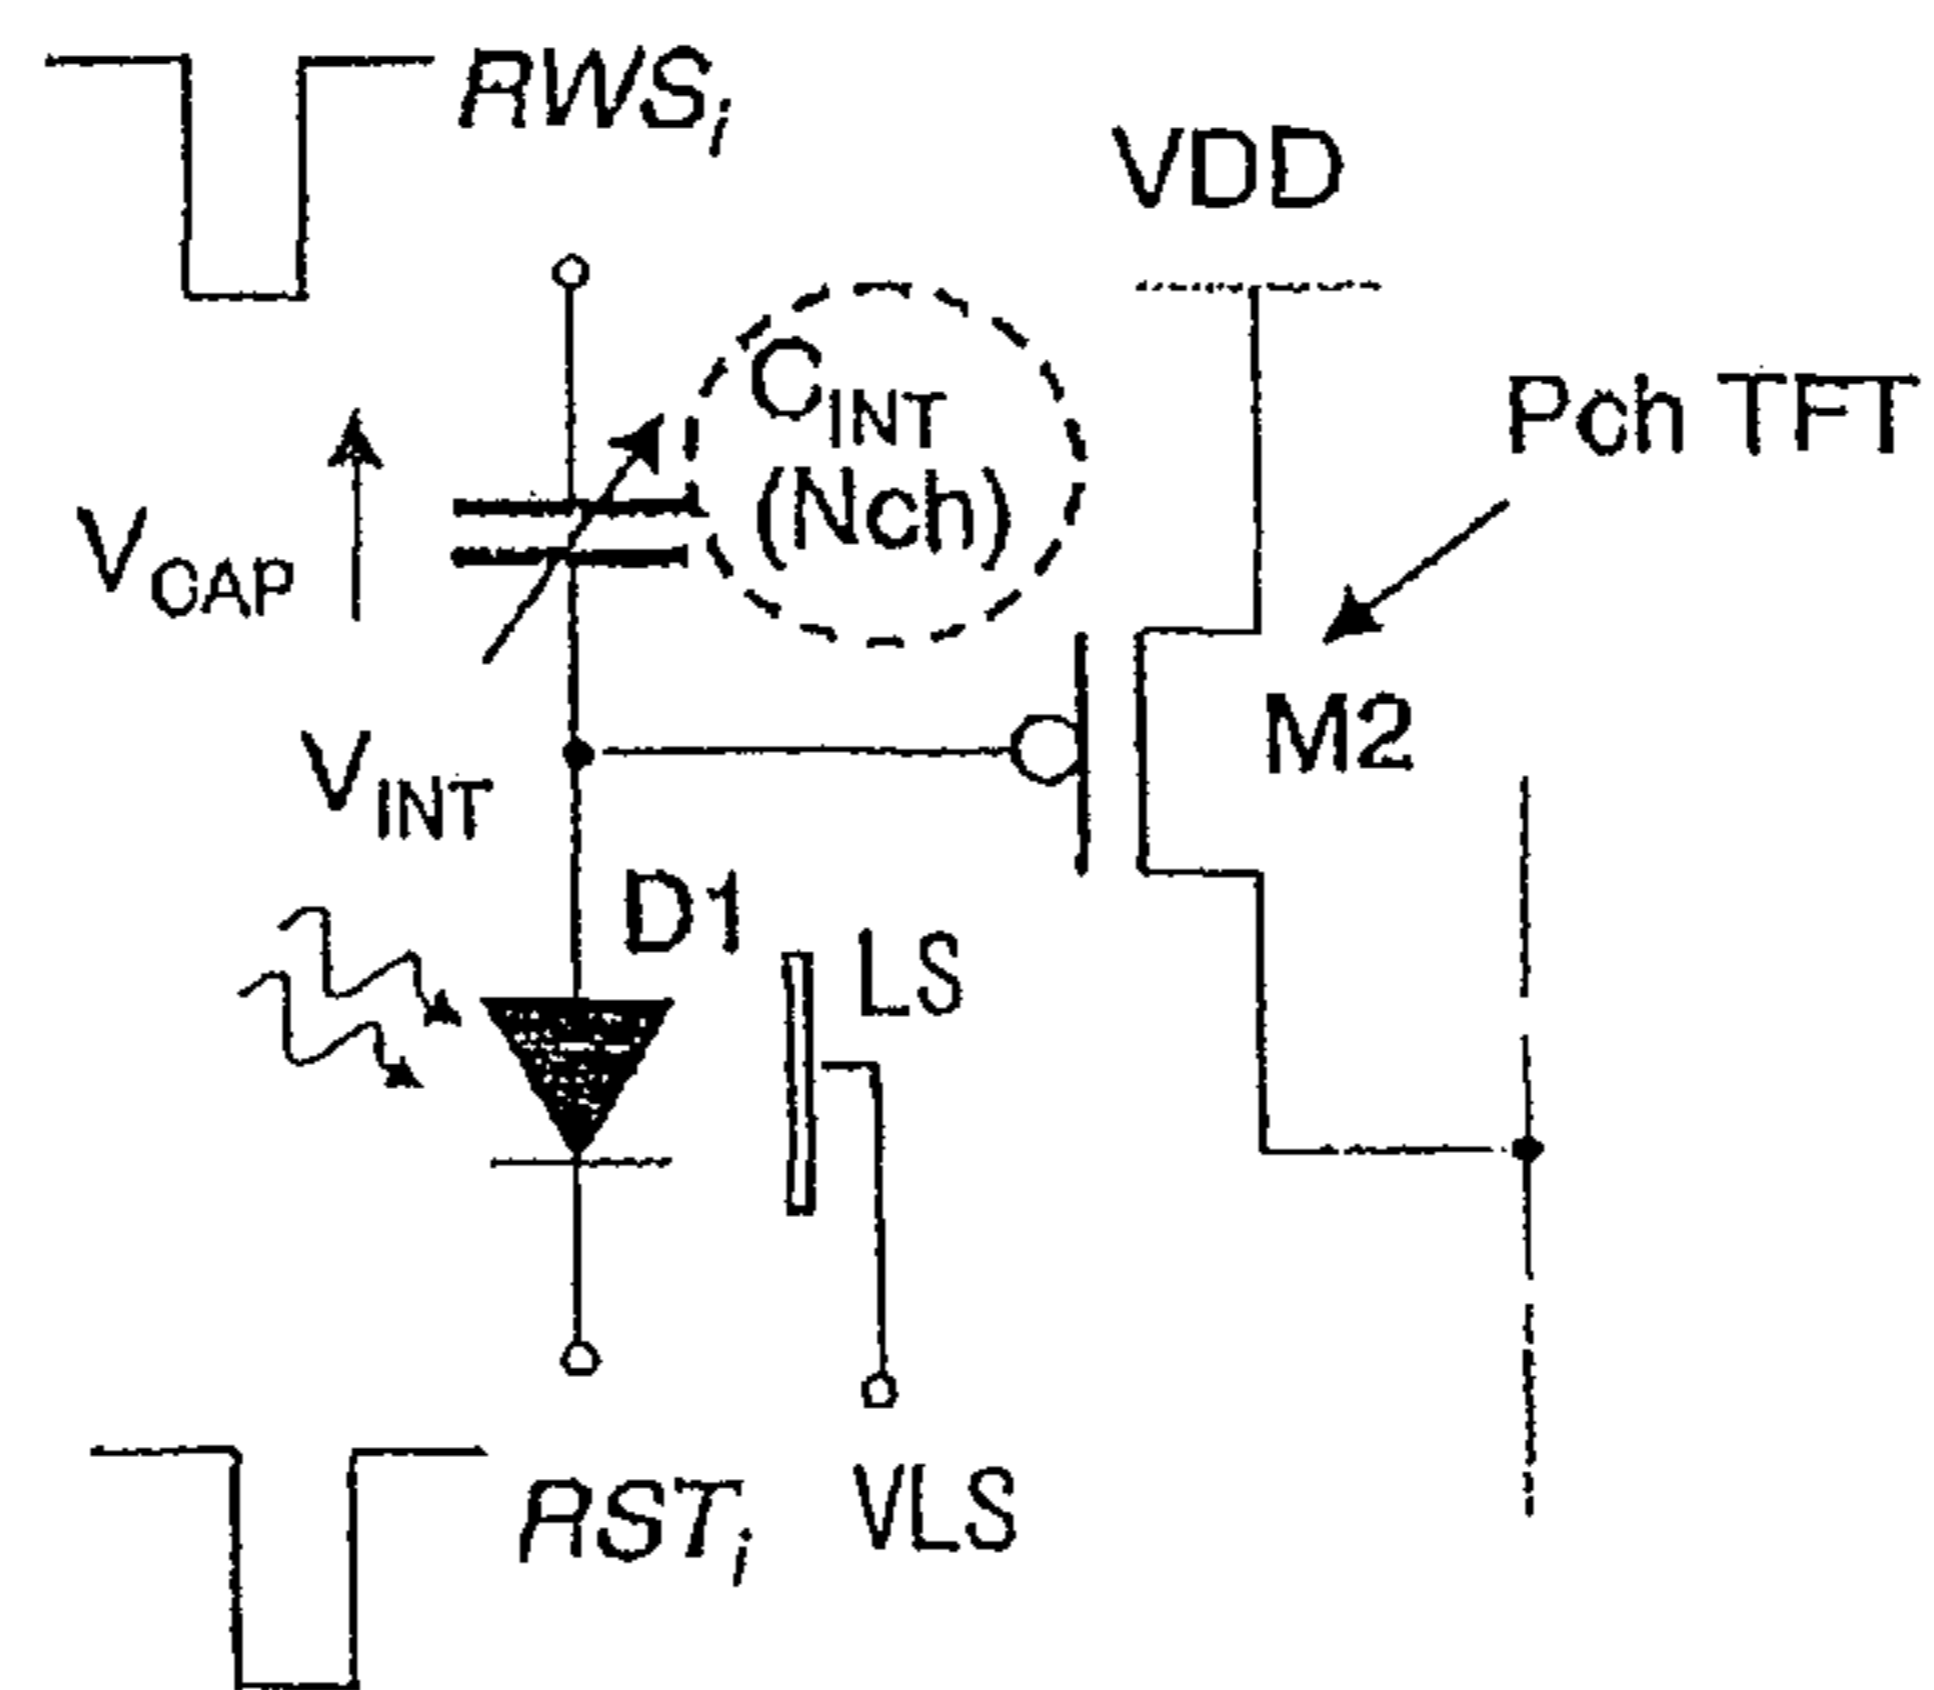 RWSi
VDD
CINT
(Nch)
Pch TFT
VCAP
M2
VINT
D1
LS
RSTi
VLS